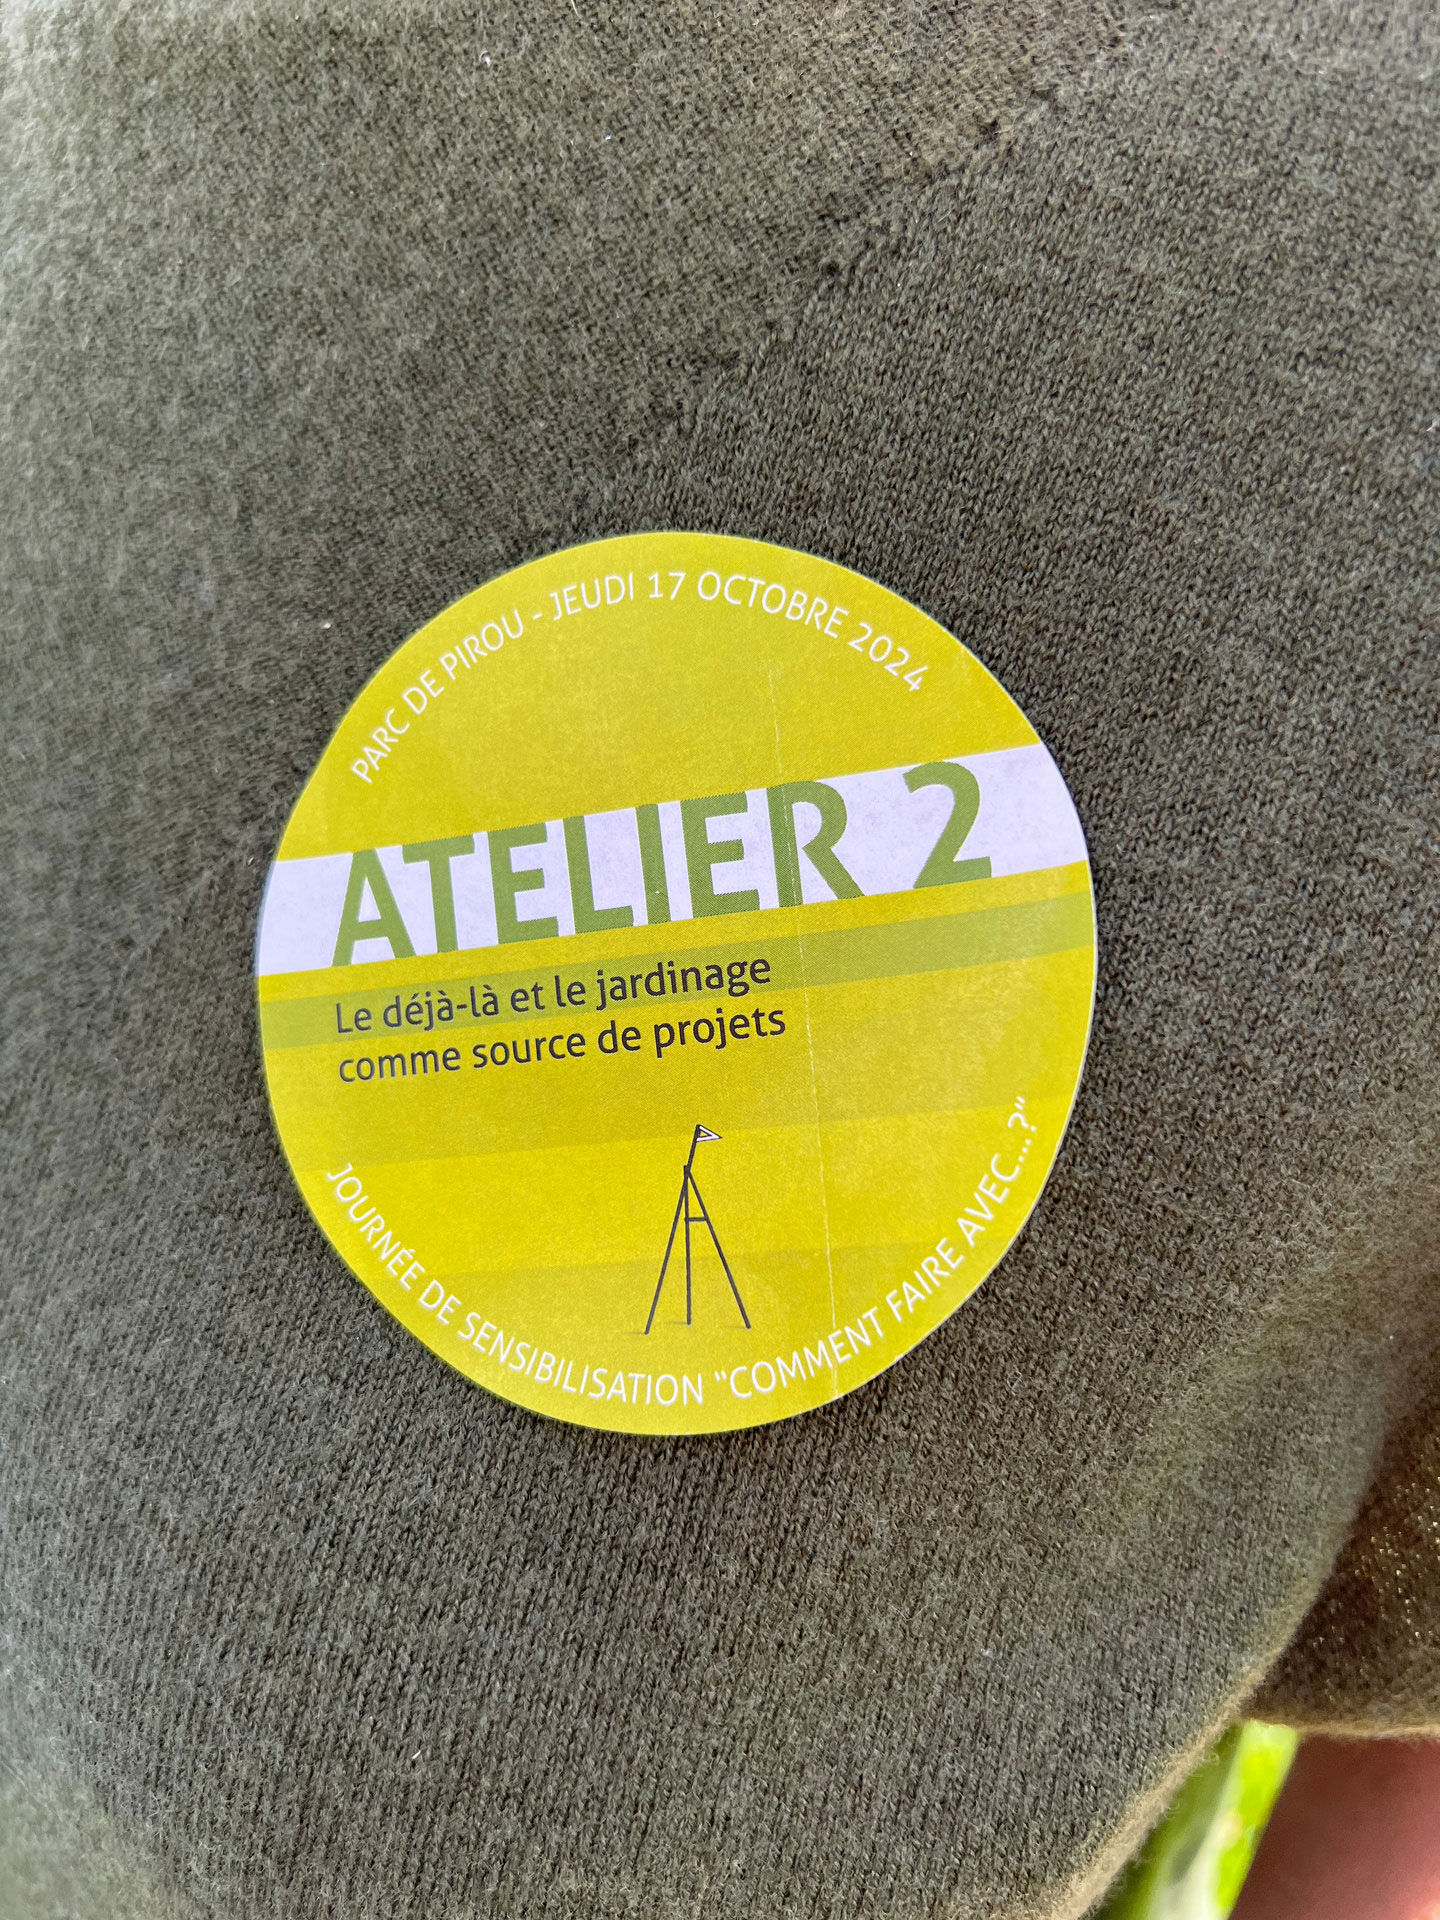 PARC DE PIROU - JEUDI 17 OCTOBRE 2024
ATELIER 2
Le déjà-là et le jardinage
comme source de projets
JOURNÉE DE SENSIBILISATION "COMMENT FAIRE AVEC...?"